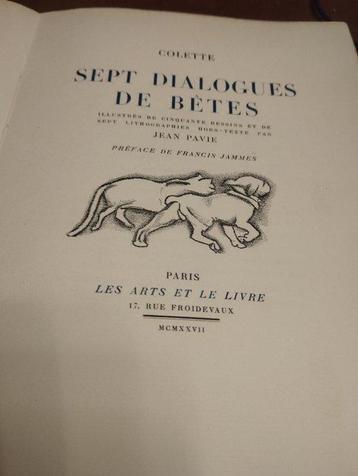 COLETTE
SEPT DIALOGUES
DE BÊTES
ILLUSTRÉS DE CINQUANTE DESSINS ET DE
SEPT LITHOGRAPHIES HORS-TEXTE PAR
JEAN PAVIE
PRÉFACE DE FRANCIS JAMMES
PARIS
LES ARTS ET LE LIVRE
17, RUE FROIDEVAUX
MCMXXVII